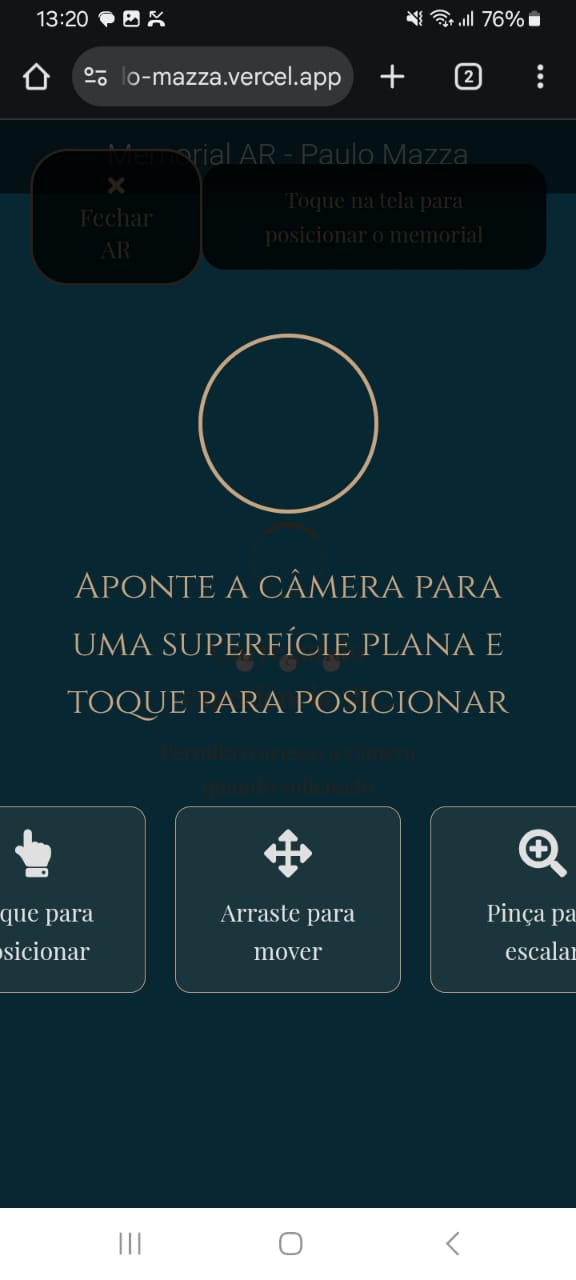 13:20
76%
lo-mazza.vercel.app
2
Memorial AR - Paulo Mazza
Fechar
AR
Toque na tela para
posicionar o memorial
Aponte a câmera para
uma superfície plana e
toque para posicionar
Permita o acesso à câmera
quando solicitado
que para
osicionar
Arraste para
mover
Pinça pa
escalar